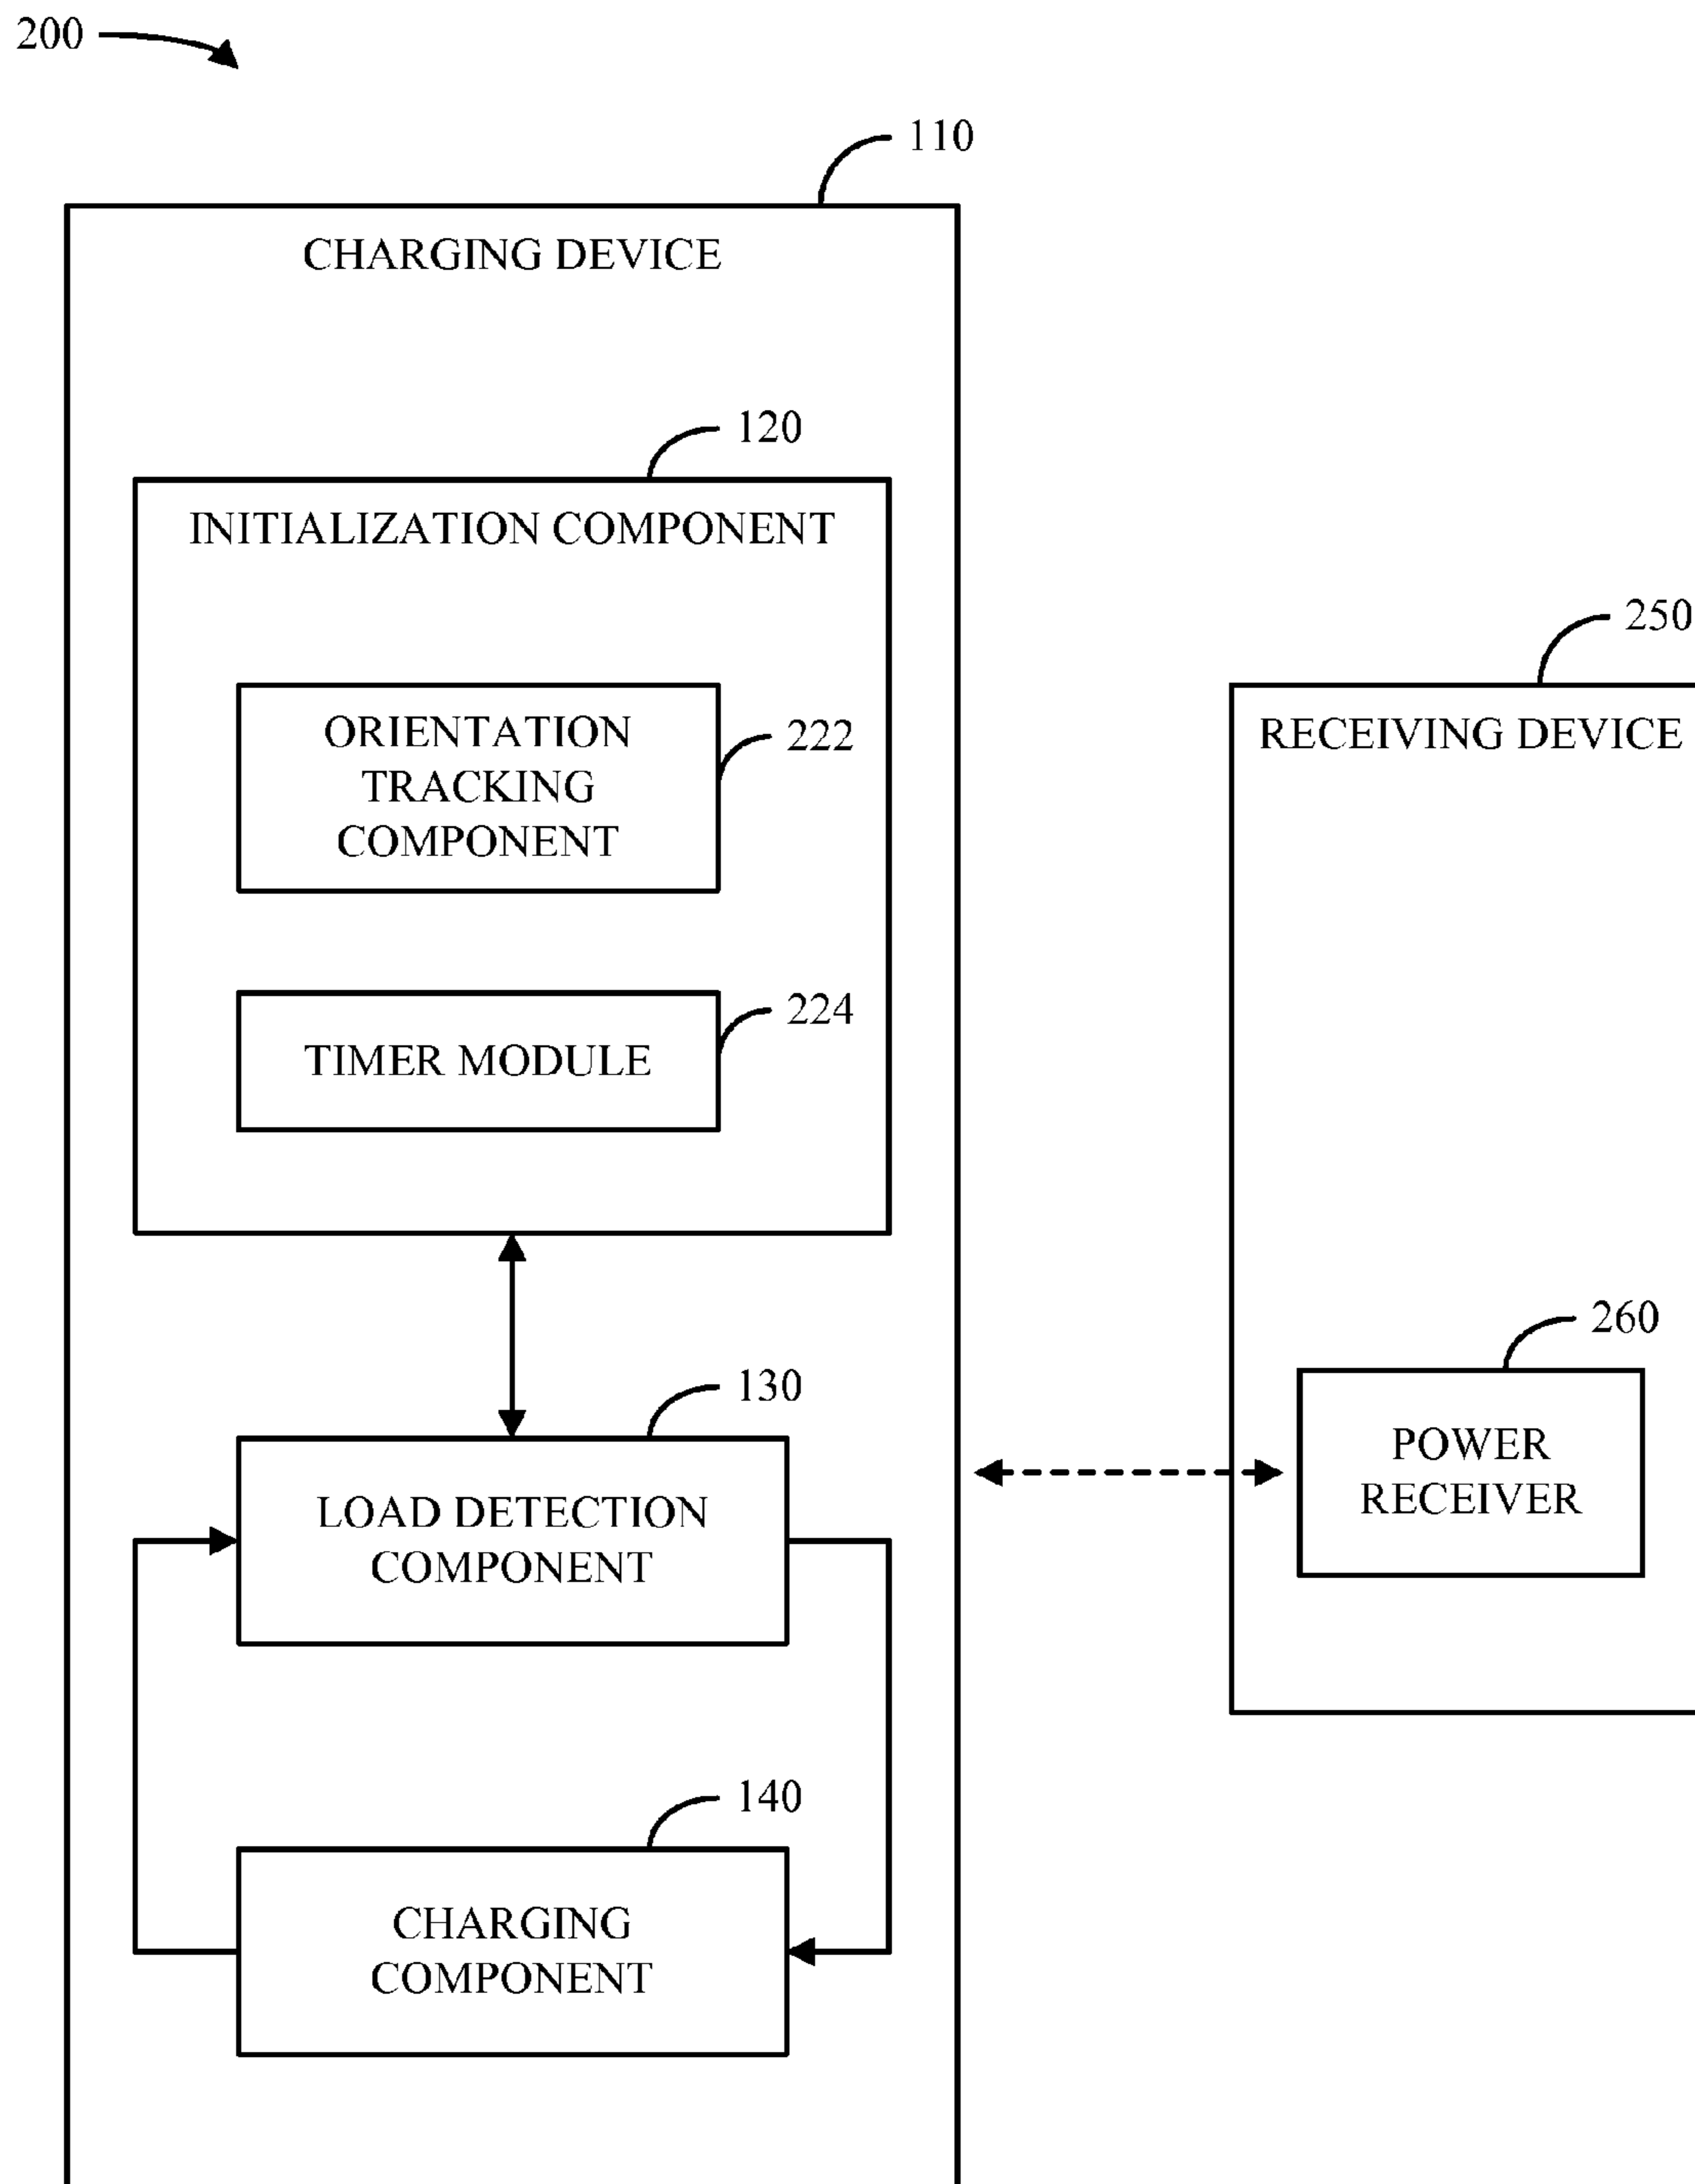 200
110
CHARGING DEVICE
120
INITIALIZATION COMPONENT
250
ORIENTATION
TRACKING
COMPONENT
222
RECEIVING DEVICE
224
TIMER MODULE
260
130
POWER
RECEIVER
LOAD DETECTION
COMPONENT
140
CHARGING
COMPONENT